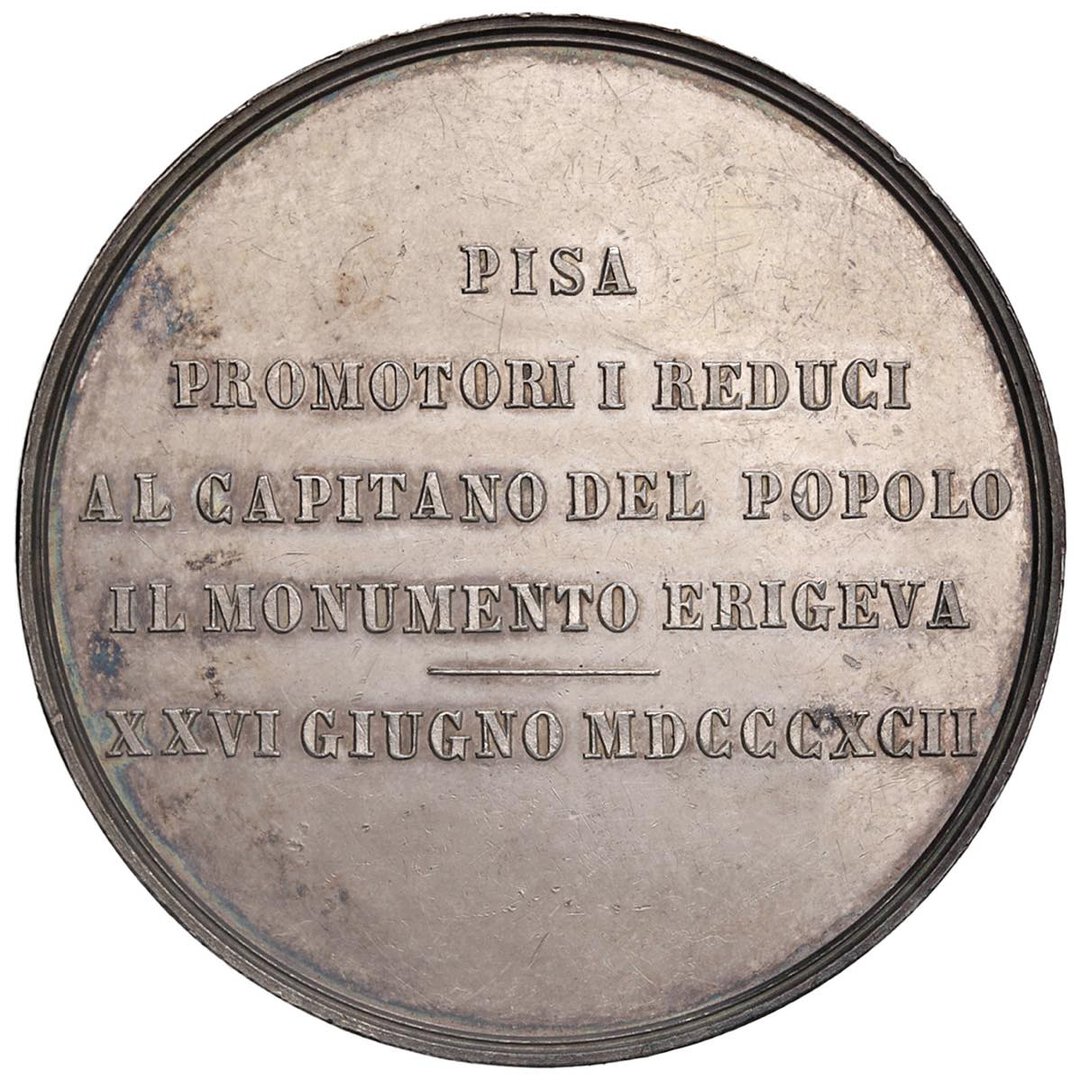 PISA
PROMOTORI I REDUCI
AL CAPITANO DEL POPOLO
IL MONUMENTO ERIGEVA
XXVI GIUGNO MDCCCXCII